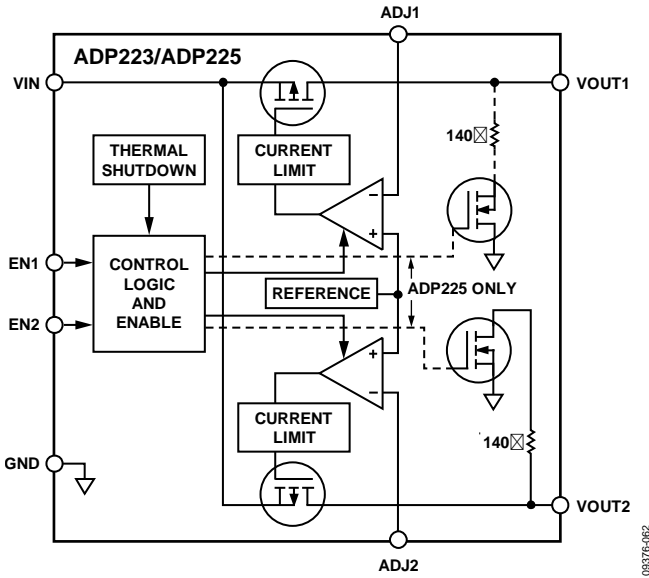 ADJ1
ADP223/ADP225
VIN
VOUT1
140☒
THERMAL
SHUTDOWN
CURRENT
LIMIT
−
+
EN1
CONTROL
LOGIC
AND
ENABLE
REFERENCE
ADP225 ONLY
EN2
+
−
CURRENT
LIMIT
140☒
GND
VOUT2
ADJ2
09376-062